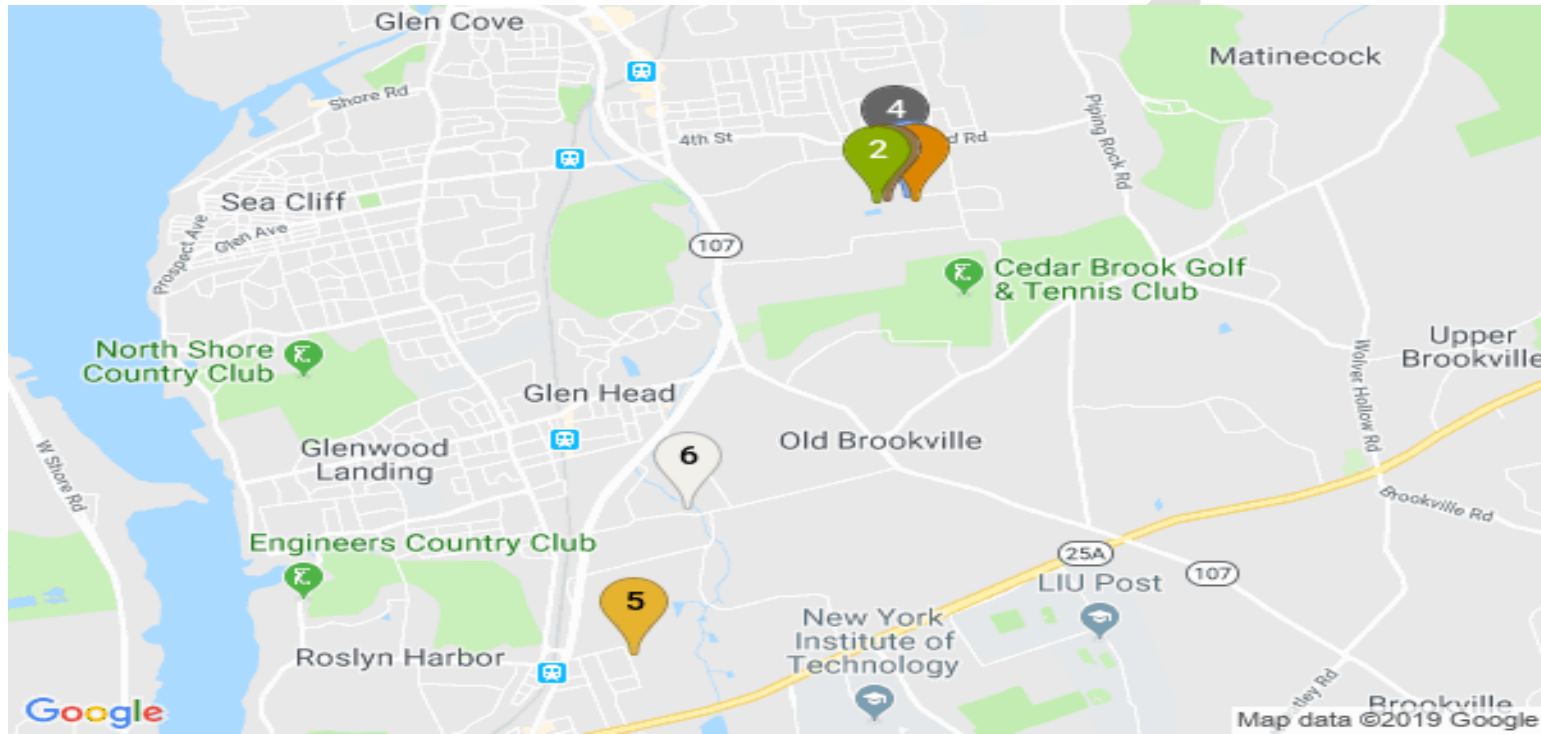 Glen Cove
Matinecock
Shore Rd
4
Piping Rock Rd
4th St
d Rd
2
Sea Cliff
Prospect Ave
Glen Ave
107
Cedar Brook Golf
& Tennis Club
North Shore
Country Club
Upper
Brookville
Wolver Hollow Rd
Glen Head
Glenwood
Landing
Old Brookville
6
W Shore Rd
Brookville Rd
Engineers Country Club
25A
LIU Post
107
5
New York
Institute of
Technology
Roslyn Harbor
atley Rd
Brookville
Google
Map data ©2019 Google